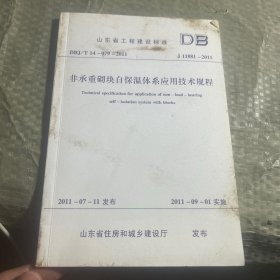 山东省工程建设标准 DB
DBJ/T 14-079-2011 J 11881-2011
非承重砌块自保温体系应用技术规程
Technical specification for application of non-load-bearing
self-isolation system with blocks
2011-07-11 发布 2011-09-01 实施
山东省住房和城乡建设厅 发布